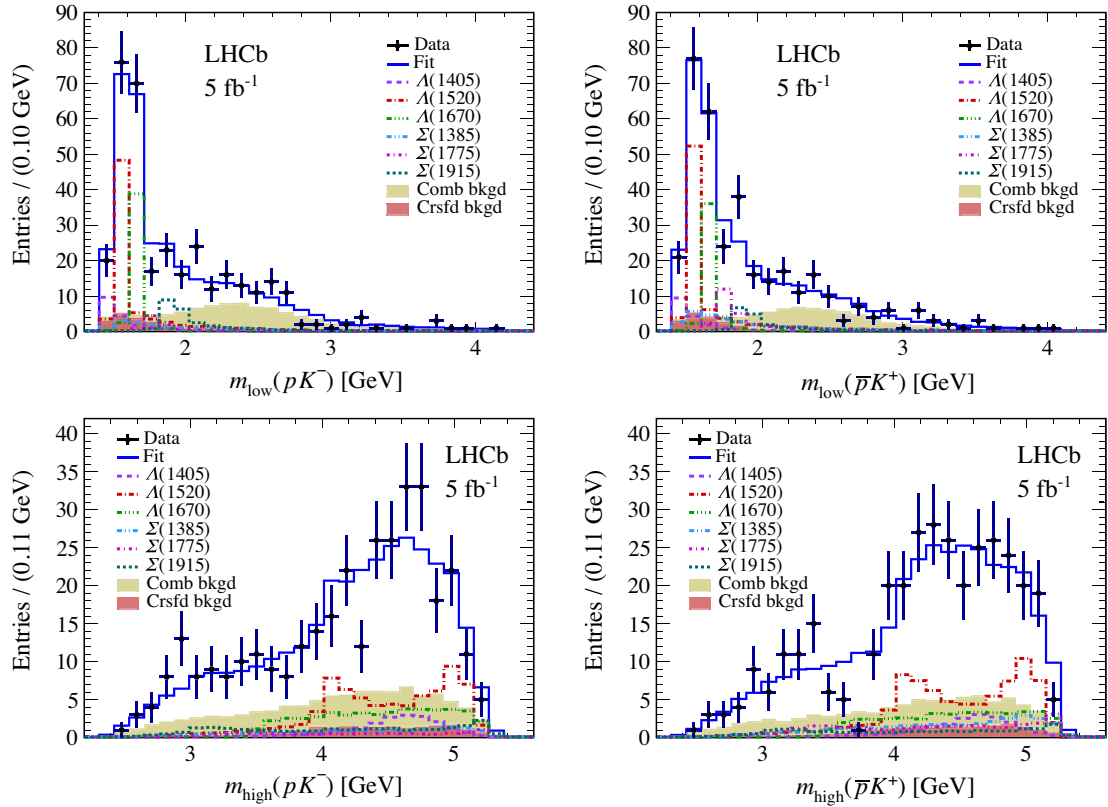 Entries / (0.10 GeV)
90
80
70
60
50
40
30
20
10
0
LHCb
5 fb⁻¹
Data
Fit
Λ(1405)
Λ(1520)
Λ(1670)
Σ(1385)
Σ(1775)
Σ(1915)
Comb bkgd
Crsfd bkgd
2 3 4
m_low(pK⁻) [GeV]
Entries / (0.10 GeV)
90
80
70
60
50
40
30
20
10
0
LHCb
5 fb⁻¹
Data
Fit
Λ(1405)
Λ(1520)
Λ(1670)
Σ(1385)
Σ(1775)
Σ(1915)
Comb bkgd
Crsfd bkgd
2 3 4
m_low(p̅K⁺) [GeV]
Entries / (0.11 GeV)
40
35
30
25
20
15
10
5
0
Data
Fit
Λ(1405)
Λ(1520)
Λ(1670)
Σ(1385)
Σ(1775)
Σ(1915)
Comb bkgd
Crsfd bkgd
LHCb
5 fb⁻¹
3 4 5
m_high(pK⁻) [GeV]
Entries / (0.11 GeV)
40
35
30
25
20
15
10
5
0
Data
Fit
Λ(1405)
Λ(1520)
Λ(1670)
Σ(1385)
Σ(1775)
Σ(1915)
Comb bkgd
Crsfd bkgd
LHCb
5 fb⁻¹
3 4 5
m_high(p̅K⁺) [GeV]